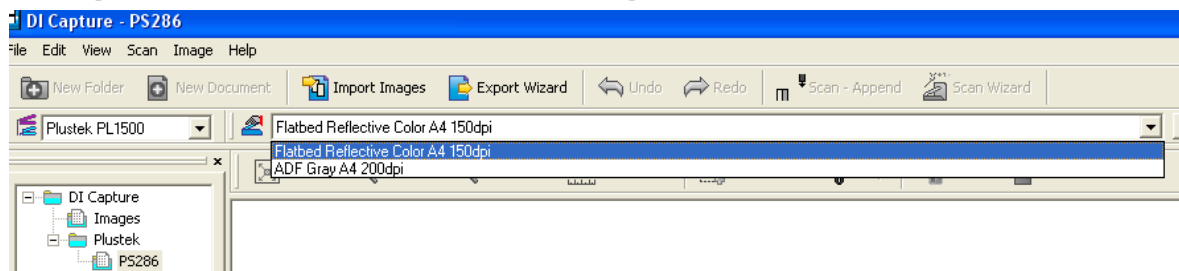 DI Capture - PS286
File Edit View Scan Image Help
New Folder New Document Import Images Export Wizard Undo Redo Scan - Append Scan Wizard
Plustek PL1500 Flatbed Reflective Color A4 150dpi
Flatbed Reflective Color A4 150dpi
ADF Gray A4 200dpi
DI Capture
Images
Plustek
PS286